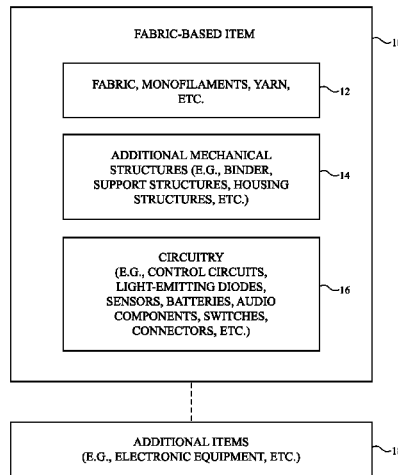 FABRIC-BASED ITEM
FABRIC, MONOFILAMENTS, YARN,
ETC.
12
ADDITIONAL MECHANICAL
STRUCTURES (E.G., BINDER,
SUPPORT STRUCTURES, HOUSING
STRUCTURES, ETC.)
14
CIRCUITRY
(E.G., CONTROL CIRCUITS,
LIGHT-EMITTING DIODES,
SENSORS, BATTERIES, AUDIO
COMPONENTS, SWITCHES,
CONNECTORS, ETC.)
16
ADDITIONAL ITEMS
(E.G., ELECTRONIC EQUIPMENT, ETC.)